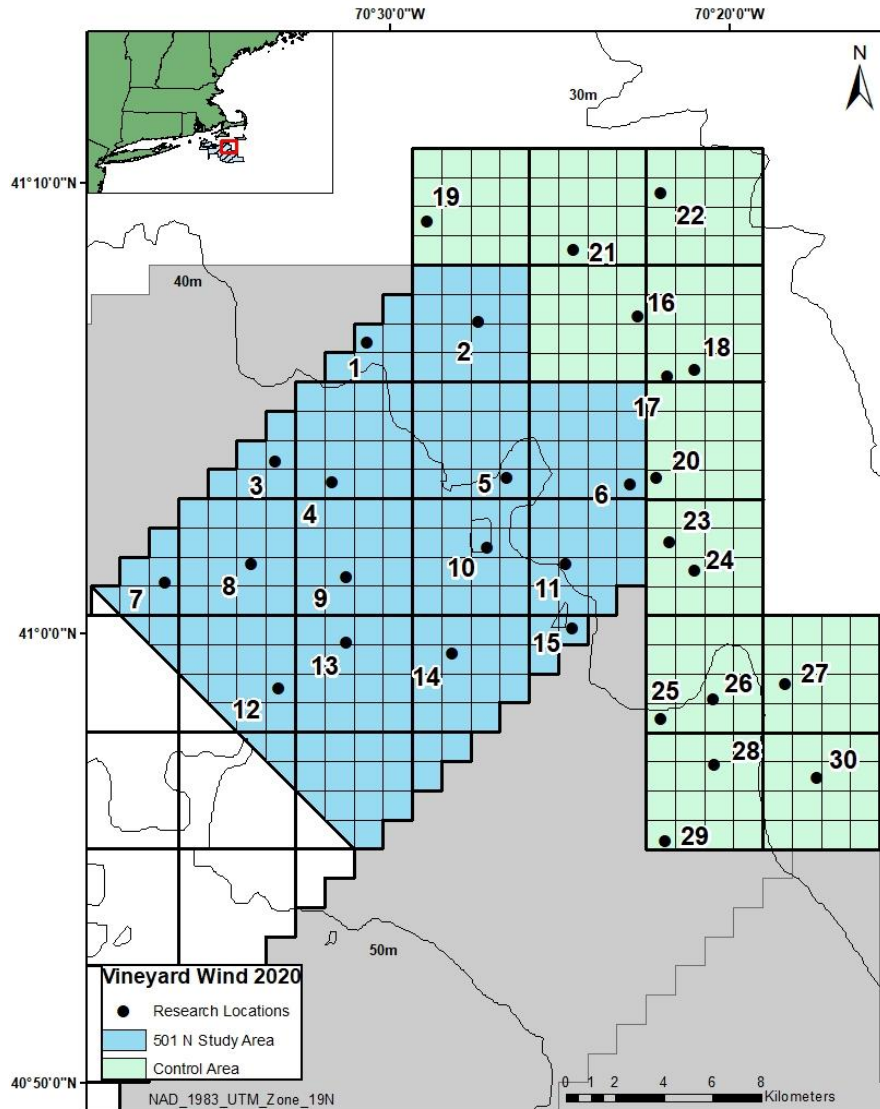 70°30'0"W
70°20'0"W
N
30m
41°10'0"N
19
22
21
40m
16
2
18
1
17
3
5
20
4
6
23
10
24
8
11
7
9
41°0'0"N
15
13
14
27
26
12
25
28
30
29
50m
Vineyard Wind 2020
Research Locations
501 N Study Area
Control Area
40°50'0"N
NAD_1983_UTM_Zone_19N
0 1 2 4 6 8
Kilometers